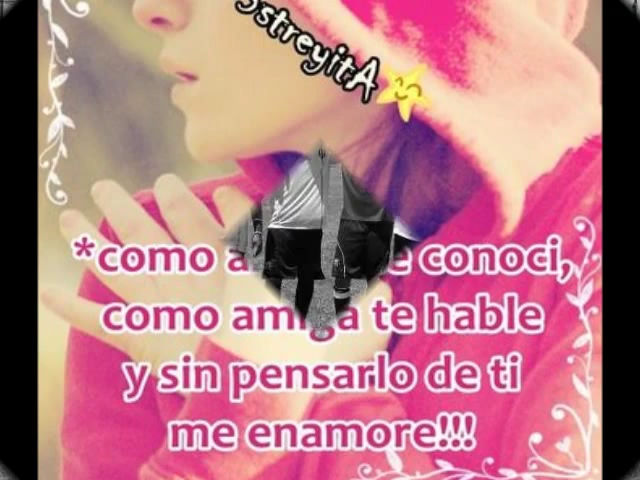 streyitA
*como a e conoci,
como amiga te hable
y sin pensarlo de ti
me enamore!!!